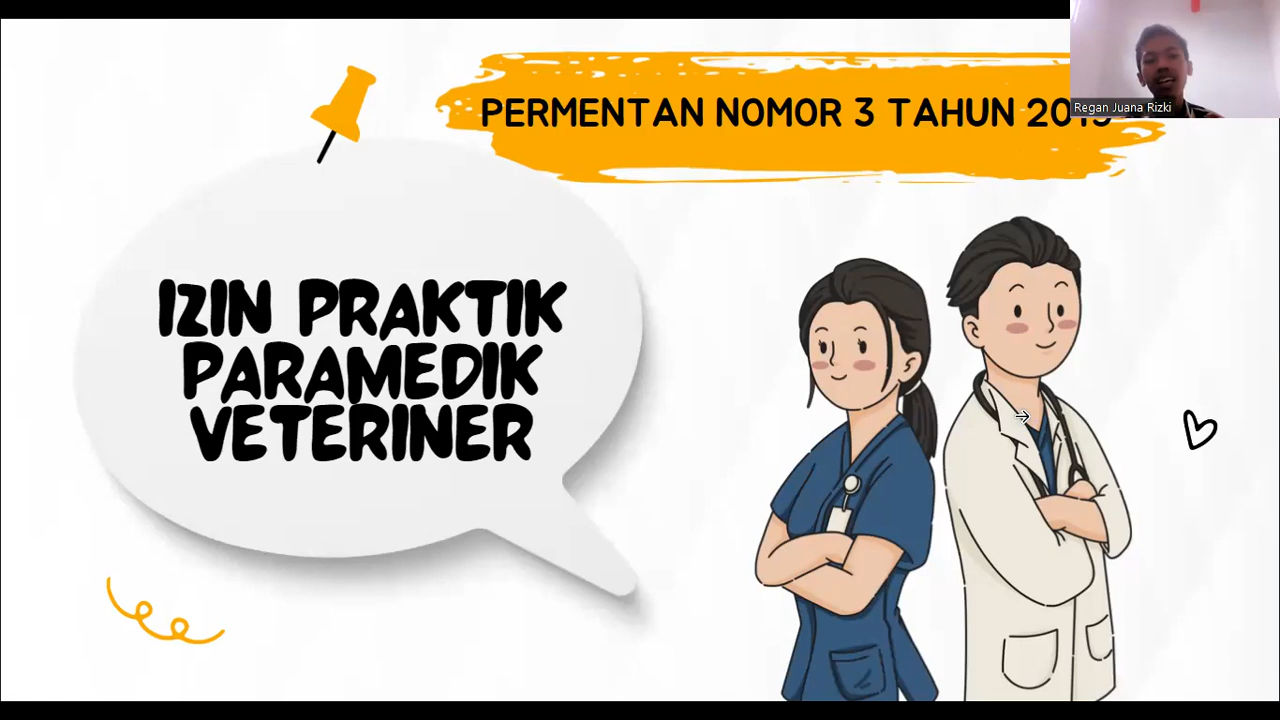 PERMENTAN NOMOR 3 TAHUN
Regan Juana Rizki
IZIN PRAKTIK
PARAMEDIK
VETERINER